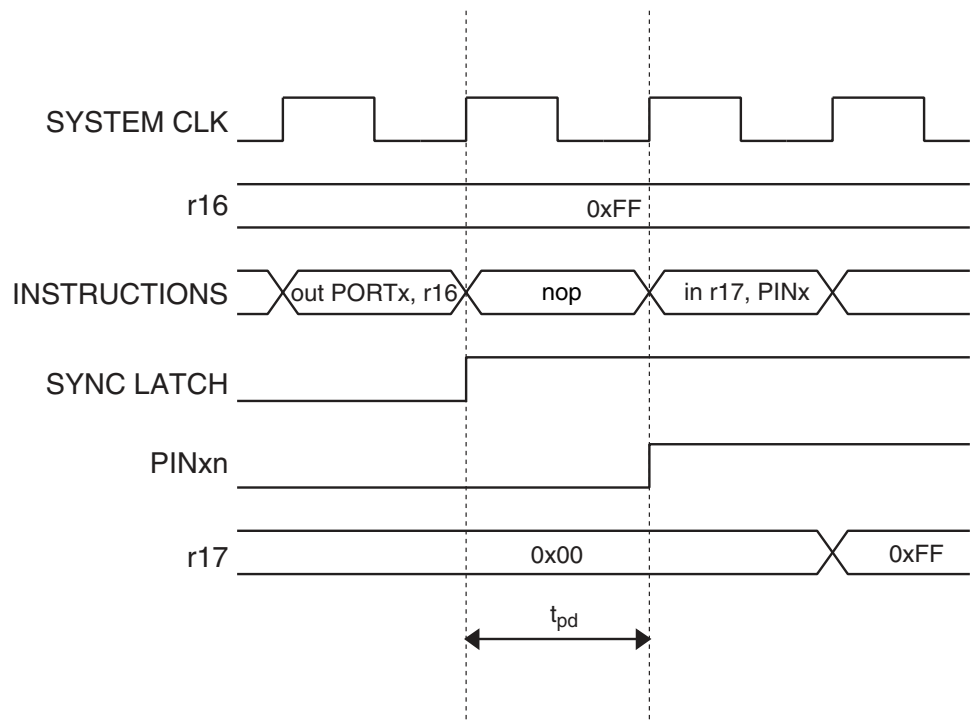 SYSTEM CLK
r16
0xFF
INSTRUCTIONS
out PORTx, r16
nop
in r17, PINx
SYNC LATCH
PINxn
r17
0x00
0xFF
tpd